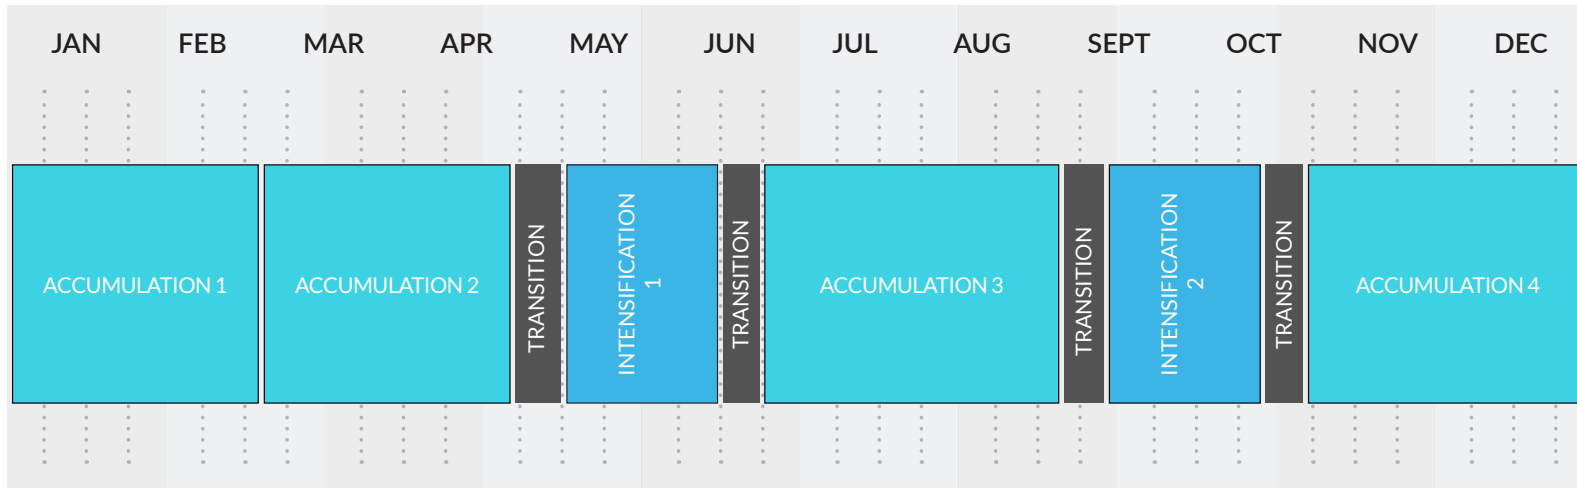 JAN FEB MAR APR MAY JUN JUL AUG SEPT OCT NOV DEC
ACCUMULATION 1
ACCUMULATION 2
TRANSITION
INTENSIFICATION
1
TRANSITION
ACCUMULATION 3
TRANSITION
INTENSIFICATION
2
TRANSITION
ACCUMULATION 4